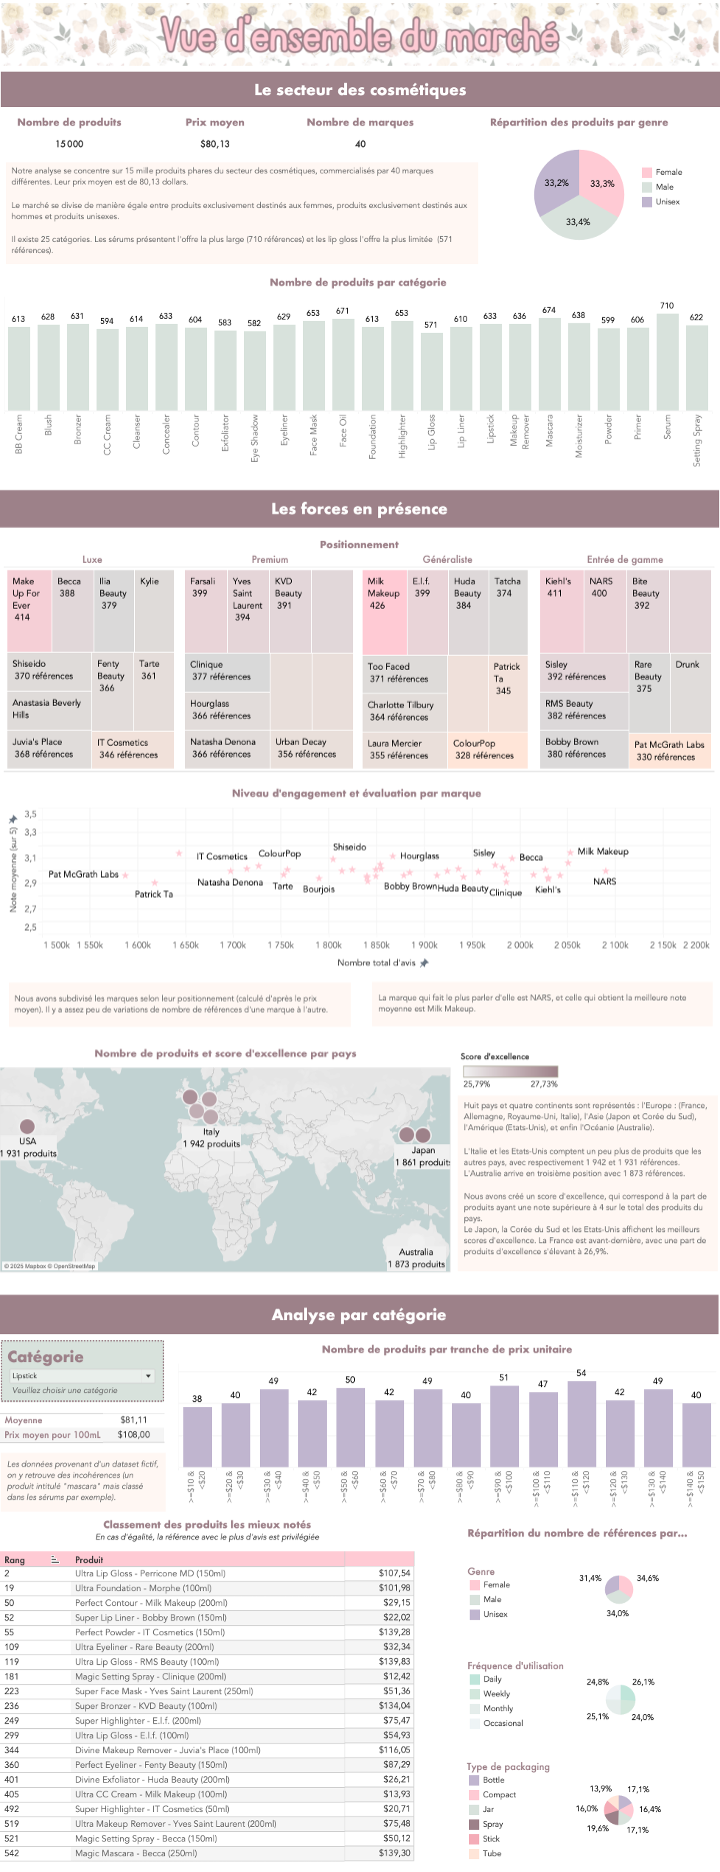 Vue d'ensemble du marché
Le secteur des cosmétiques
Nombre de produits
Prix moyen
Nombre de marques
Répartition des produits par genre
15 000
$80,13
40
Notre analyse se concentre sur 15 mille produits phares du secteur des cosmétiques, commercialisés par 40 marques
différentes. Leur prix moyen est de 80,13 dollars.
Le marché se divise de manière égale entre produits exclusivement destinés aux femmes, produits exclusivement destinés aux
hommes et produits unisexes.
Il existe 25 catégories. Les sérums présentent l'offre la plus large (710 références) et les lip gloss l'offre la plus limitée (571
références).
33,2%
33,3%
33,4%
Female
Male
Unisex
Nombre de produits par catégorie
613 628 631 594 614 633 604 583 582 629 653 671 613 653 571 610 633 636 674 638 599 606 710 622
BB Cream
Blush
Bronzer
CC Cream
Cleanser
Concealer
Contour
Exfoliator
Eye Shadow
Eyeliner
Face Mask
Face Oil
Foundation
Highlighter
Lip Gloss
Lip Liner
Lipstick
Makeup
Remover
Mascara
Moisturizer
Powder
Primer
Serum
Setting Spray
Les forces en présence
Positionnement
Luxe
Premium
Généraliste
Entrée de gamme
Make
Up For
Ever
414
Becca
388
Ilia
Beauty
379
Kylie
Shiseido
370 références
Fenty
Beauty
366
Tarte
361
Anastasia Beverly
Hills
Juvia's Place
368 références
IT Cosmetics
346 références
Farsali
399
Yves
Saint
Laurent
394
KVD
Beauty
391
Clinique
377 références
Hourglass
366 références
Natasha Denona
366 références
Urban Decay
356 références
Milk
Makeup
426
E.l.f.
399
Huda
Beauty
384
Tatcha
374
Too Faced
371 références
Patrick
Ta
345
Charlotte Tilbury
364 références
Laura Mercier
355 références
ColourPop
328 références
Kiehl's
411
NARS
400
Bite
Beauty
392
Sisley
392 références
Rare
Beauty
375
Drunk
RMS Beauty
382 références
Bobby Brown
380 références
Pat McGrath Labs
330 références
Niveau d'engagement et évaluation par marque
Note moyenne (sur 5)
3,5
3,3
3,1
2,9
2,7
2,5
Pat McGrath Labs
Patrick Ta
IT Cosmetics
Natasha Denona
ColourPop
Tarte
Bourjois
Shiseido
Hourglass
Bobby Brown
Huda Beauty
Sisley
Clinique
Becca
Kiehl's
Milk Makeup
NARS
1 500k 1 550k 1 600k 1 650k 1 700k 1 750k 1 800k 1 850k 1 900k 1 950k 2 000k 2 050k 2 100k 2 150k 2 200k
Nombre total d'avis
Nous avons subdivisé les marques selon leur positionnement (calculé d'après le prix
moyen). Il y a assez peu de variations de nombre de références d'une marque à l'autre.
La marque qui fait le plus parler d'elle est NARS, et celle qui obtient la meilleure note
moyenne est Milk Makeup.
Nombre de produits et score d'excellence par pays
Score d'excellence
25,79%
27,73%
USA
1 931 produits
Italy
1 942 produits
Japan
1 861 produits
Australia
1 873 produits
© 2025 Mapbox © OpenStreetMap
Huit pays et quatre continents sont représentés : l'Europe : (France,
Allemagne, Royaume-Uni, Italie), l'Asie (Japon et Corée du Sud),
l'Amérique (Etats-Unis), et enfin l'Océanie (Australie).
L'Italie et les Etats-Unis comptent un peu plus de produits que les
autres pays, avec respectivement 1 942 et 1 931 références.
L'Australie arrive en troisième position avec 1 873 références.
Nous avons créé un score d'excellence, qui correspond à la part de
produits ayant une note supérieure à 4 sur le total des produits du
pays.
Le Japon, la Corée du Sud et les Etats-Unis affichent les meilleurs
scores d'excellence. La France est avant-dernière, avec une part de
produits d'excellence s'élevant à 26,9%.
Analyse par catégorie
Catégorie
Lipstick
Veuillez choisir une catégorie
Moyenne $81,11
Prix moyen pour 100mL $108,00
Les données provenant d'un dataset fictif,
on y retrouve des incohérences (un
produit intitulé "mascara" mais classé
dans les sérums par exemple).
Nombre de produits par tranche de prix unitaire
38 40 49 42 50 42 49 40 51 47 54 42 49 40
>=$10 &
<$20
>=$20 &
<$30
>=$30 &
<$40
>=$40 &
<$50
>=$50 &
<$60
>=$60 &
<$70
>=$70 &
<$80
>=$80 &
<$90
>=$90 &
<$100
>=$100 &
<$110
>=$110 &
<$120
>=$120 &
<$130
>=$130 &
<$140
>=$140 &
<$150
Classement des produits les mieux notés
En cas d'égalité, la référence avec le plus d'avis est privilégiée
Rang Produit
2 Ultra Lip Gloss - Perricone MD (150ml) $107,54
19 Ultra Foundation - Morphe (100ml) $101,98
50 Perfect Contour - Milk Makeup (200ml) $29,15
52 Super Lip Liner - Bobby Brown (150ml) $22,02
55 Perfect Powder - IT Cosmetics (150ml) $139,28
109 Ultra Eyeliner - Rare Beauty (200ml) $32,34
119 Ultra Lip Gloss - RMS Beauty (100ml) $139,83
181 Magic Setting Spray - Clinique (200ml) $12,42
223 Super Face Mask - Yves Saint Laurent (250ml) $51,36
236 Super Bronzer - KVD Beauty (100ml) $134,04
249 Super Highlighter - E.l.f. (200ml) $75,47
299 Ultra Lip Gloss - E.l.f. (100ml) $54,93
344 Divine Makeup Remover - Juvia's Place (100ml) $116,05
360 Perfect Eyeliner - Fenty Beauty (150ml) $87,29
401 Divine Exfoliator - Huda Beauty (200ml) $26,21
405 Ultra CC Cream - Milk Makeup (100ml) $13,93
492 Super Highlighter - IT Cosmetics (50ml) $20,71
519 Ultra Makeup Remover - Yves Saint Laurent (200ml) $75,48
521 Magic Setting Spray - Becca (150ml) $50,12
542 Magic Mascara - Becca (250ml) $139,30
Répartition du nombre de références par...
Genre
Female
Male
Unisex
31,4%
34,6%
34,0%
Fréquence d'utilisation
Daily
Weekly
Monthly
Occasional
24,8%
26,1%
25,1%
24,0%
Type de packaging
Bottle
Compact
Jar
Spray
Stick
Tube
13,9%
17,1%
16,0%
16,4%
19,6%
17,1%